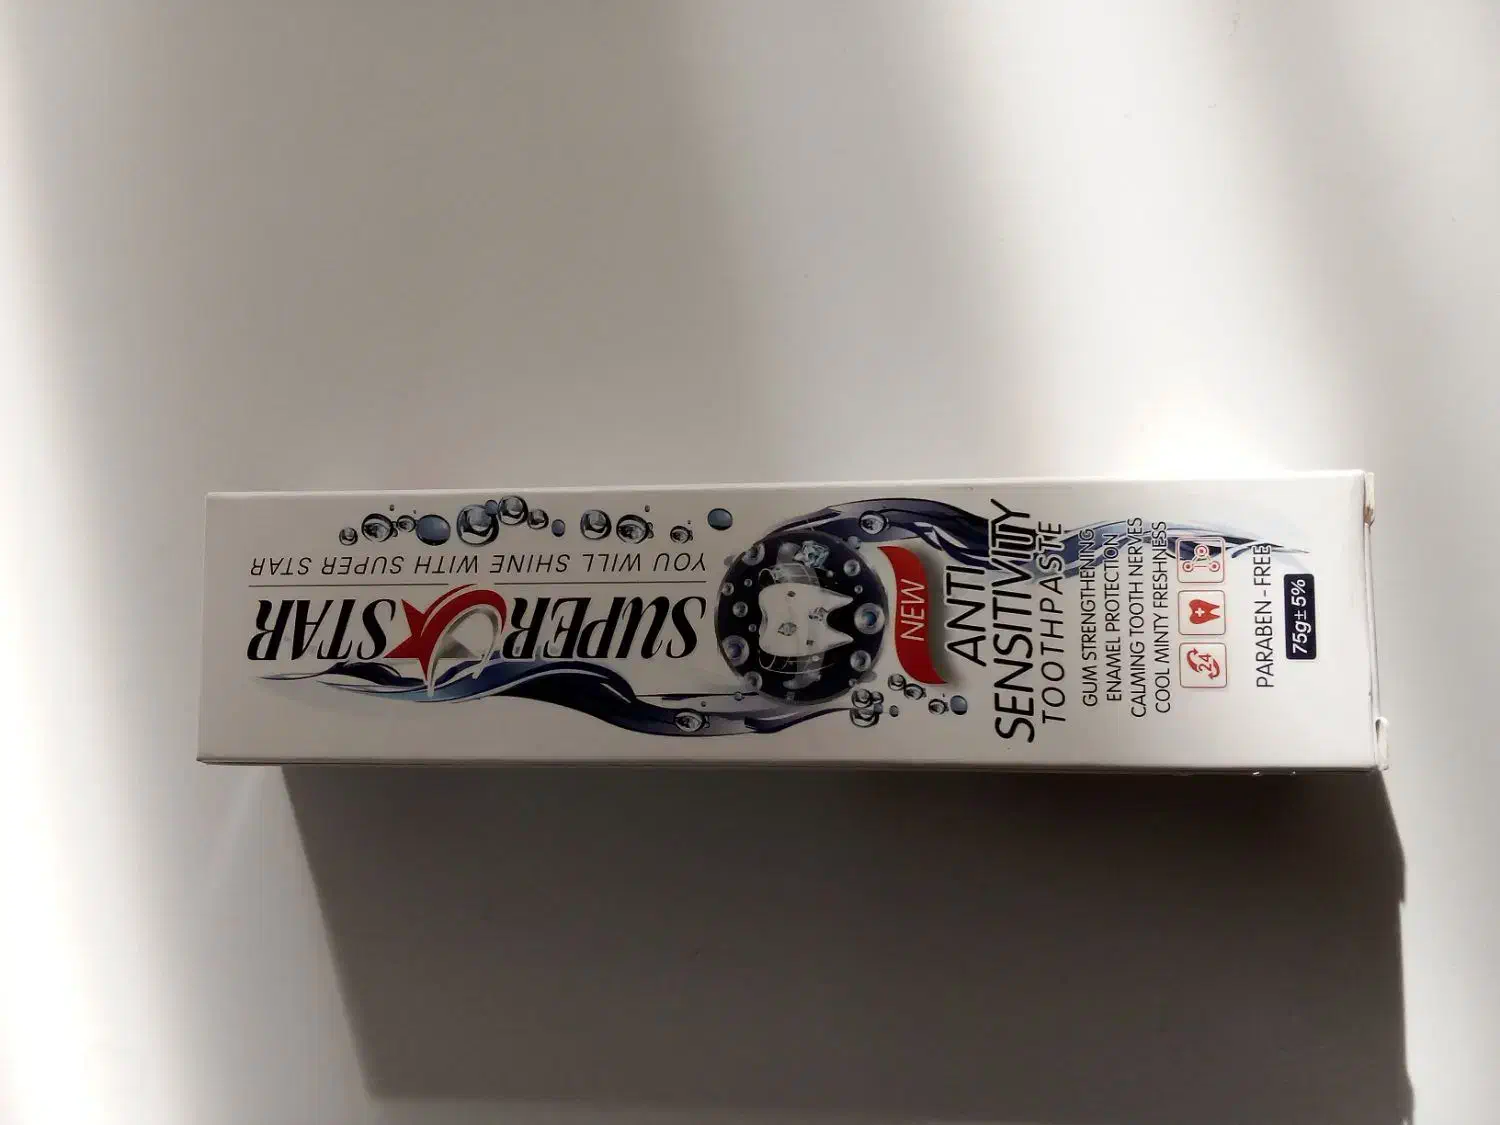 SUPER STAR
YOU WILL SHINE WITH SUPER STAR
NEW
ANTI
SENSITIVITY
TOOTHPASTE
GUM STRENGTHENING
ENAMEL PROTECTION
CALMING TOOTH NERVES
COOL MINTY FRESHNESS
24
PARABEN-FREE
75g±5%